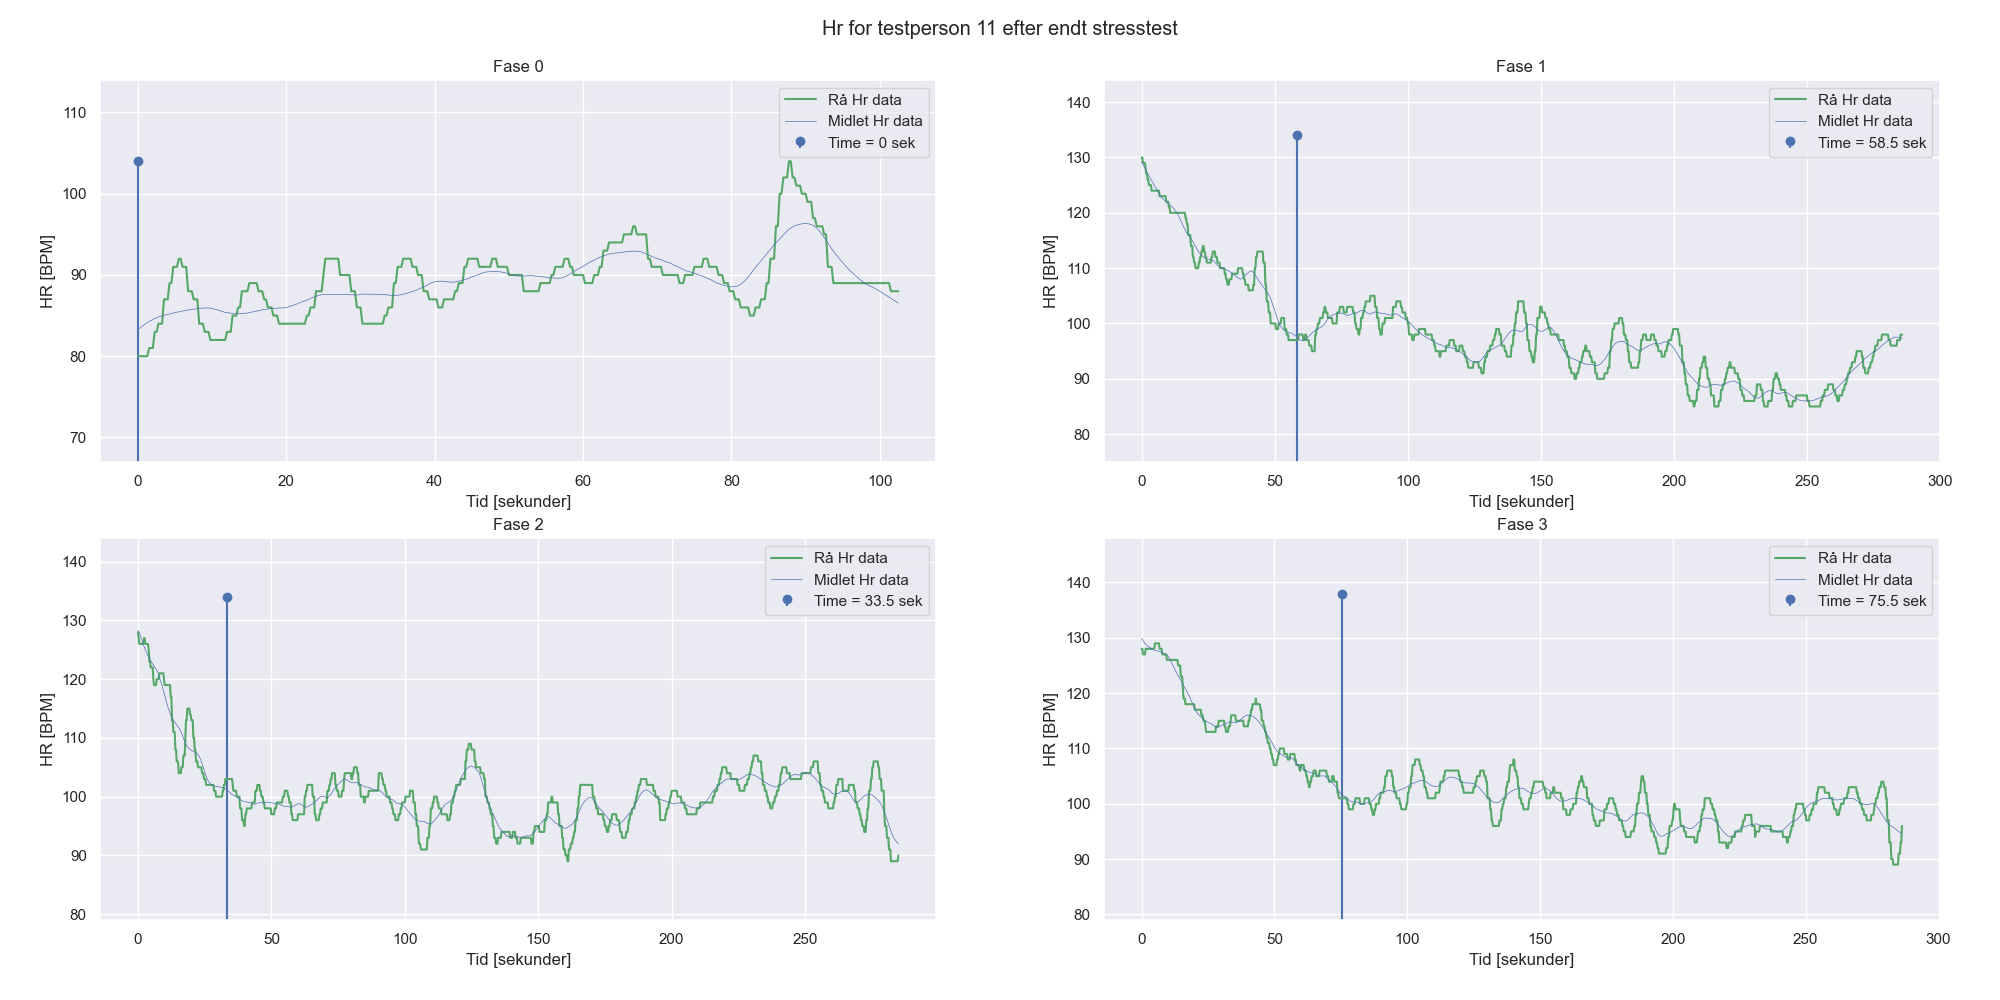 Hr for testperson 11 efter endt stresstest
Fase 0
HR [BPM]
110
100
90
80
70
Rå Hr data
Midlet Hr data
Time = 0 sek
0 20 40 60 80 100
Tid [sekunder]
Fase 1
HR [BPM]
140
130
120
110
100
90
80
Rå Hr data
Midlet Hr data
Time = 58.5 sek
0 50 100 150 200 250 300
Tid [sekunder]
Fase 2
HR [BPM]
140
130
120
110
100
90
80
Rå Hr data
Midlet Hr data
Time = 33.5 sek
0 50 100 150 200 250
Tid [sekunder]
Fase 3
HR [BPM]
140
130
120
110
100
90
80
Rå Hr data
Midlet Hr data
Time = 75.5 sek
0 50 100 150 200 250 300
Tid [sekunder]